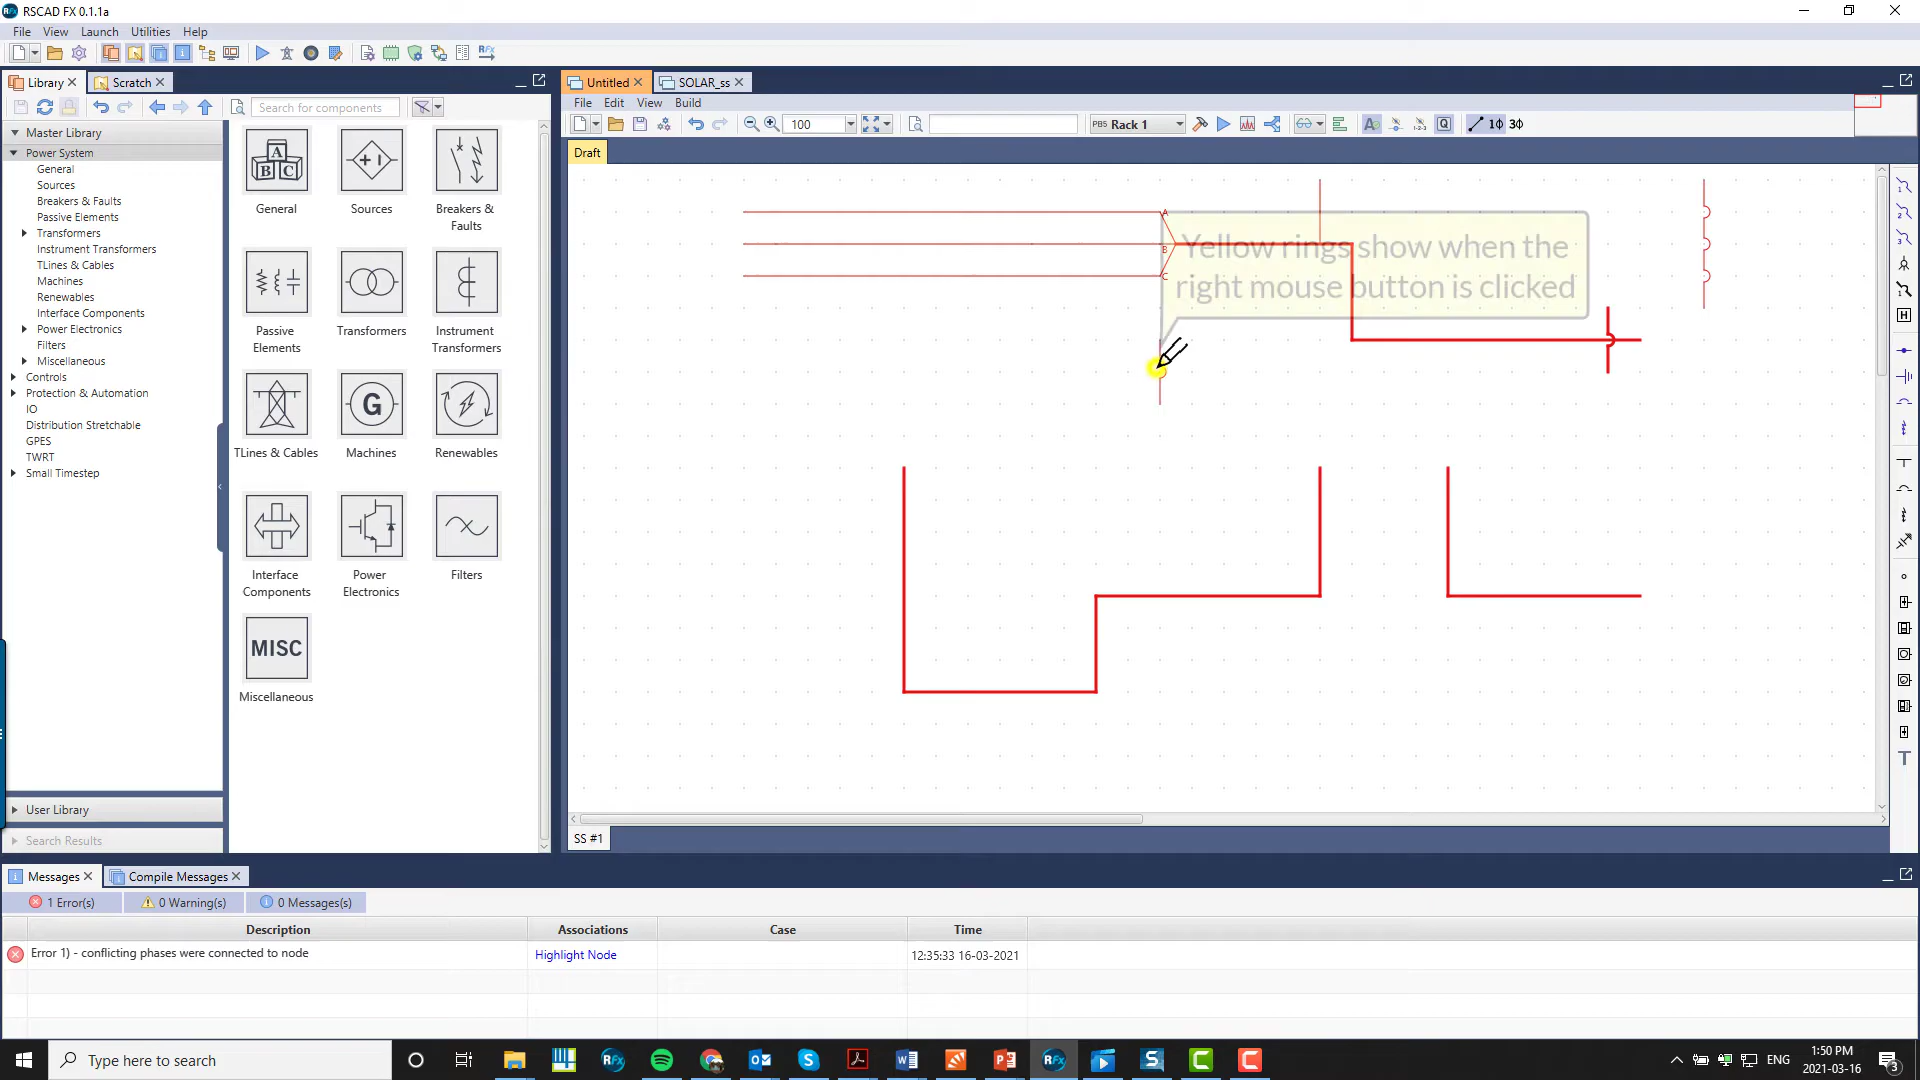 RSCAD FX 0.1.1a
File View Launch Utilities Help
Library Scratch
Search for components
Master Library
Power System
General
Sources
Breakers & Faults
Passive Elements
Transformers
Instrument Transformers
TLines & Cables
Machines
Renewables
Interface Components
Power Electronics
Filters
Miscellaneous
Controls
Protection & Automation
IO
Distribution Stretchable
GPES
TWRT
Small Timestep
User Library
Search Results
A
B C
General
Sources
Breakers &
Faults
Passive
Elements
Transformers
Instrument
Transformers
G
TLines & Cables
Machines
Renewables
Interface
Components
Power
Electronics
Filters
MISC
Miscellaneous
Untitled SOLAR_ss
File Edit View Build
100 PB5 Rack 1 1Φ 3Φ
Draft
A
B
C
Yellow rings show when the
right mouse button is clicked
SS #1
Messages Compile Messages
1 Error(s) 0 Warning(s) 0 Messages(s)
Description Associations Case Time
Error 1) - conflicting phases were connected to node Highlight Node 12:35:33 16-03-2021
Type here to search
ENG
1:50 PM
2021-03-16
3